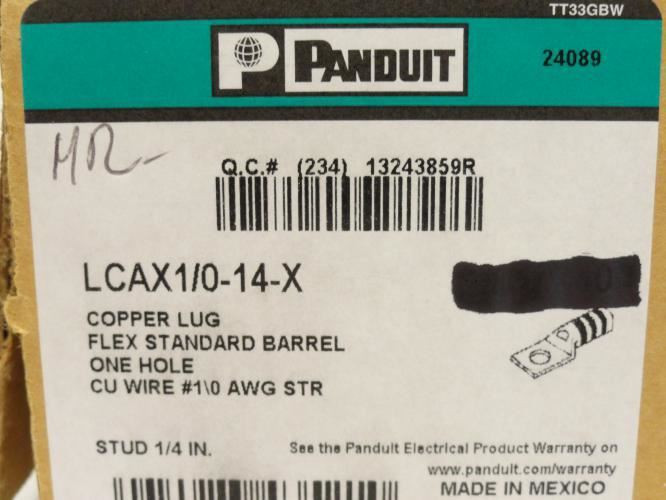 TT33GBW
P PANDUIT
24089
MR-
Q.C.# (234) 13243859R
LCAX1/0-14-X
COPPER LUG
FLEX STANDARD BARREL
ONE HOLE
CU WIRE #1\0 AWG STR
STUD 1/4 IN.
See the Panduit Electrical Product Warranty on
www.panduit.com/warranty
MADE IN MEXICO